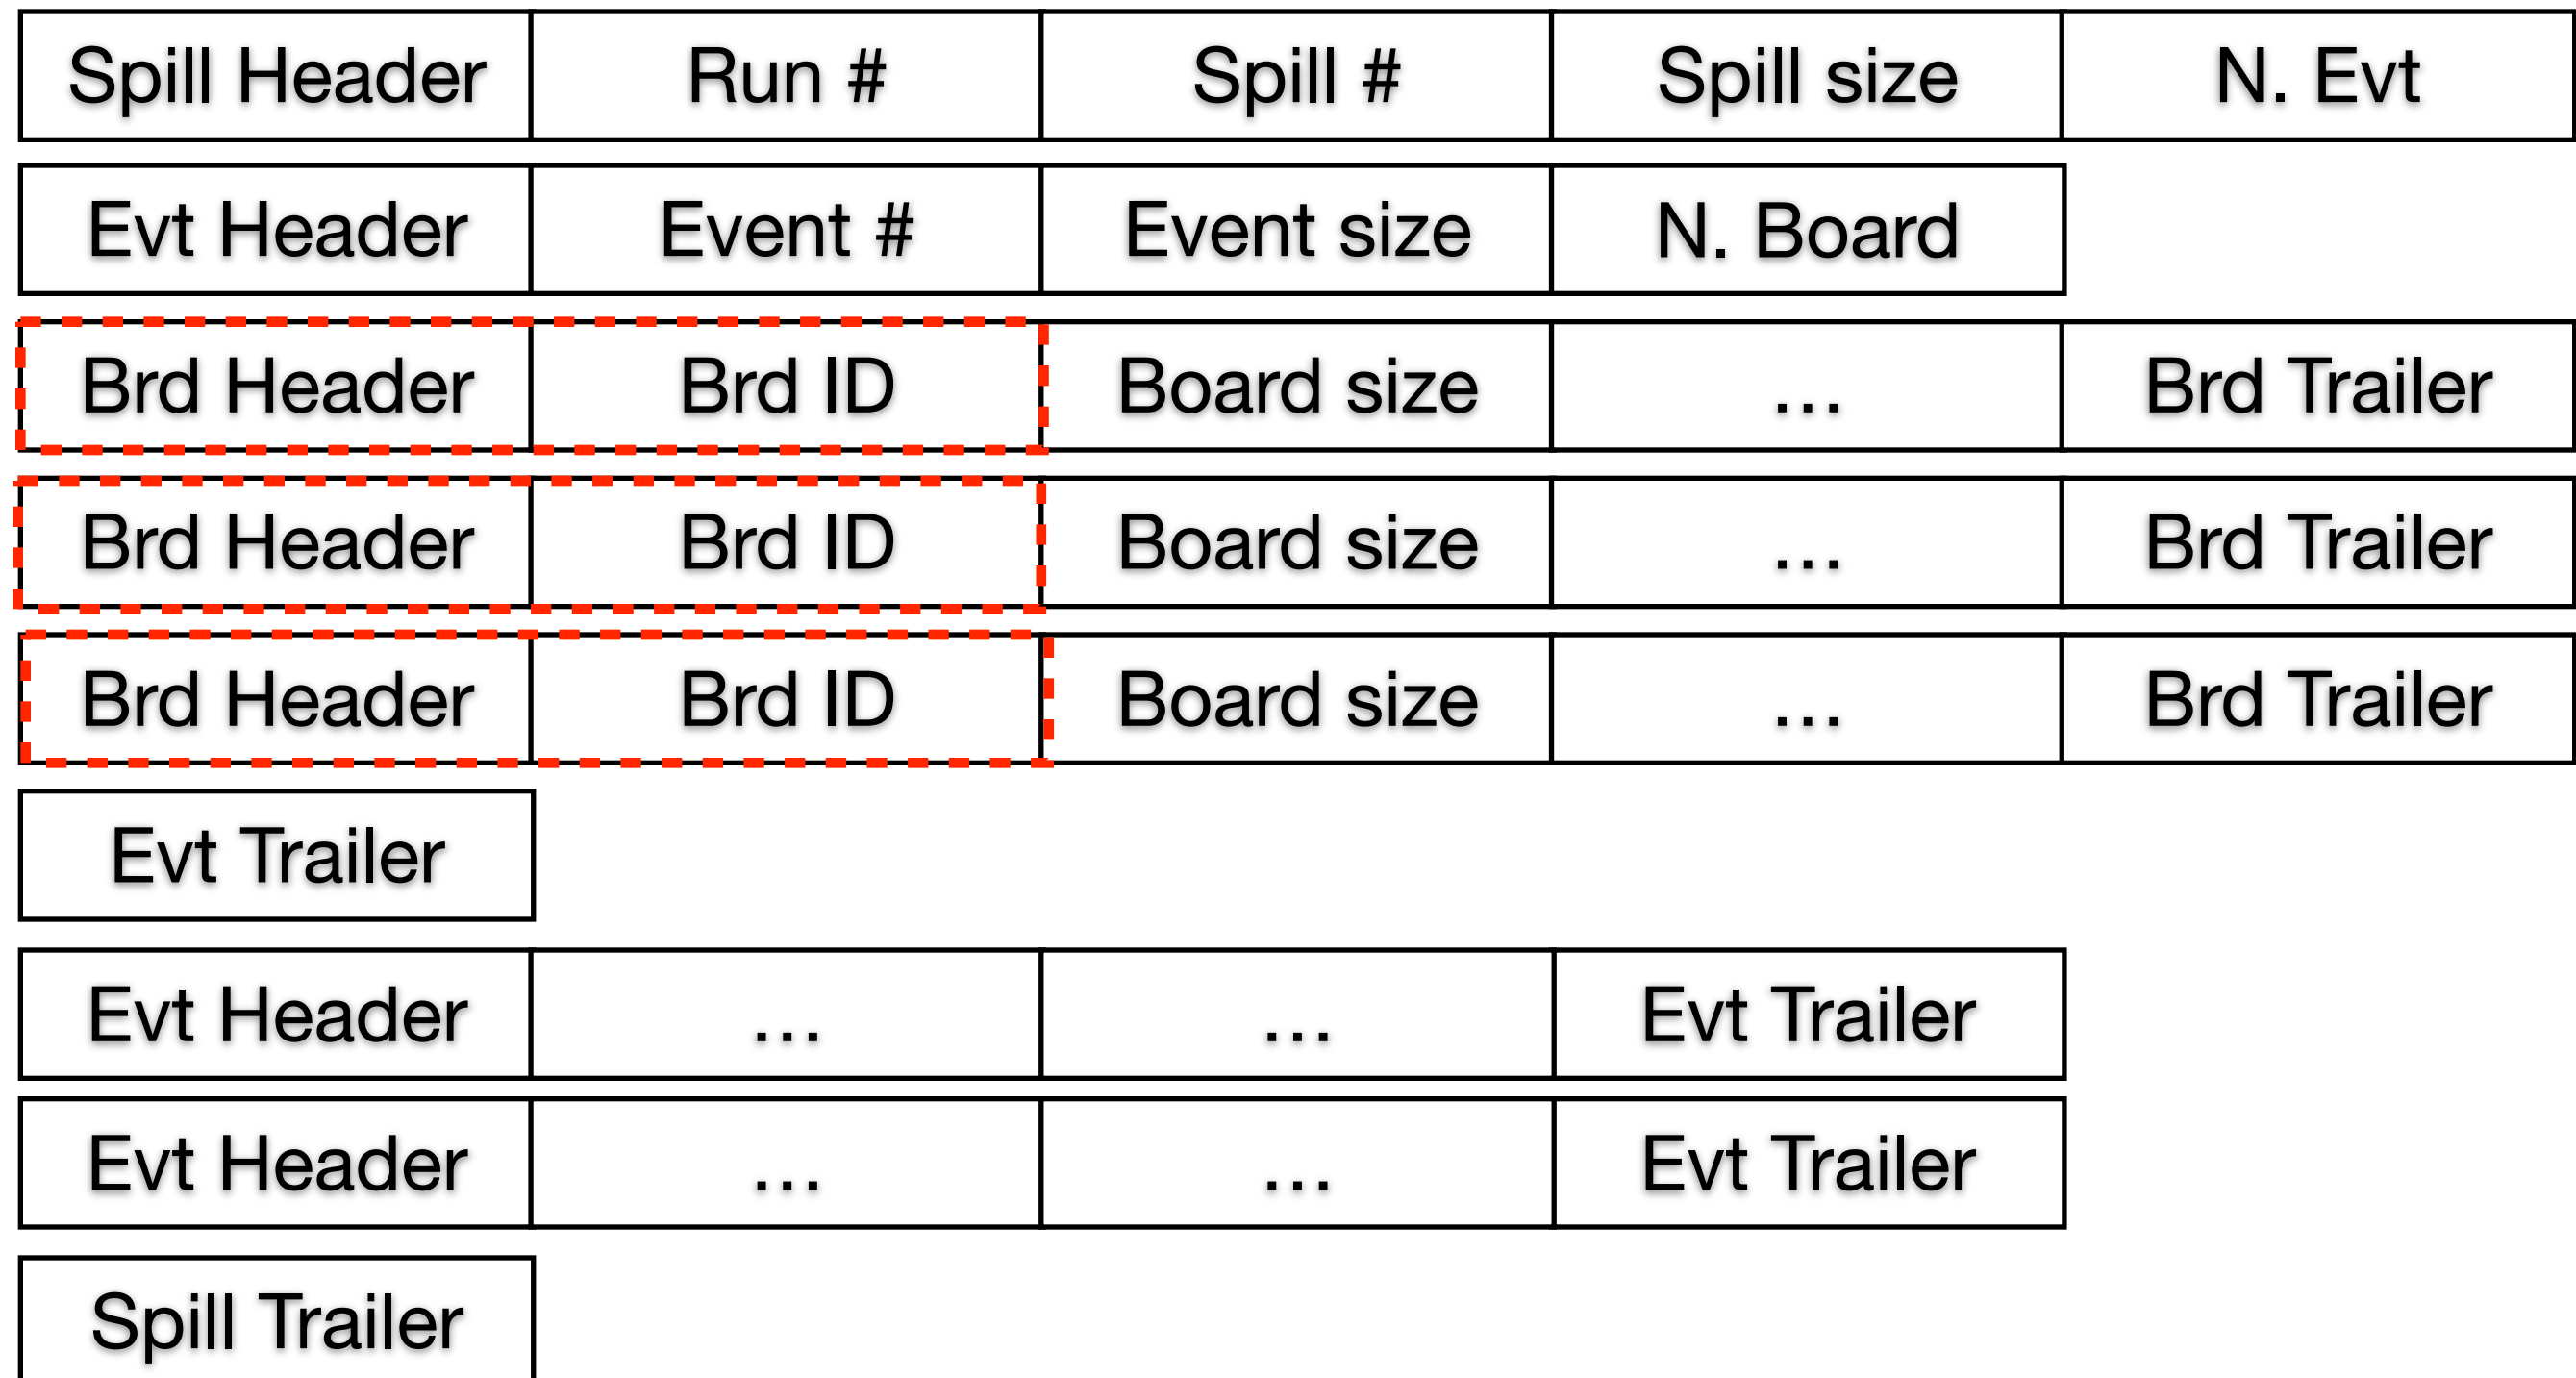 Spill Header Run # Spill # Spill size N. Evt
Evt Header Event # Event size N. Board
Brd Header Brd ID Board size ... Brd Trailer
Brd Header Brd ID Board size ... Brd Trailer
Brd Header Brd ID Board size ... Brd Trailer
Evt Trailer
Evt Header ... ... Evt Trailer
Evt Header ... ... Evt Trailer
Spill Trailer